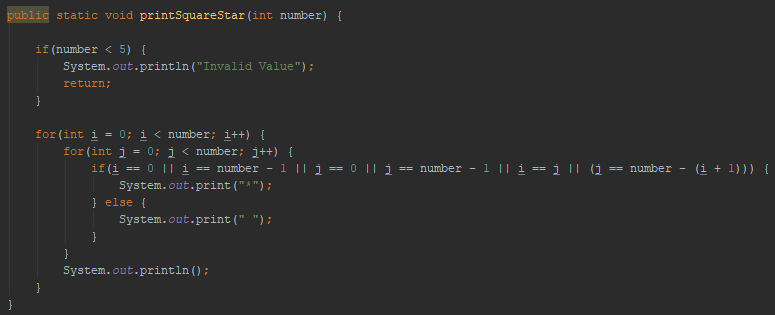 public static void printSquareStar(int number) {
if(number < 5) {
System.out.println("Invalid Value");
return;
}
for(int i = 0; i < number; i++) {
for(int j = 0; j < number; j++) {
if(i == 0 || i == number - 1 || j == 0 || j == number - 1 || i == j || (j == number - (i + 1))) {
System.out.print("*");
} else {
System.out.print(" ");
}
}
System.out.println();
}
}